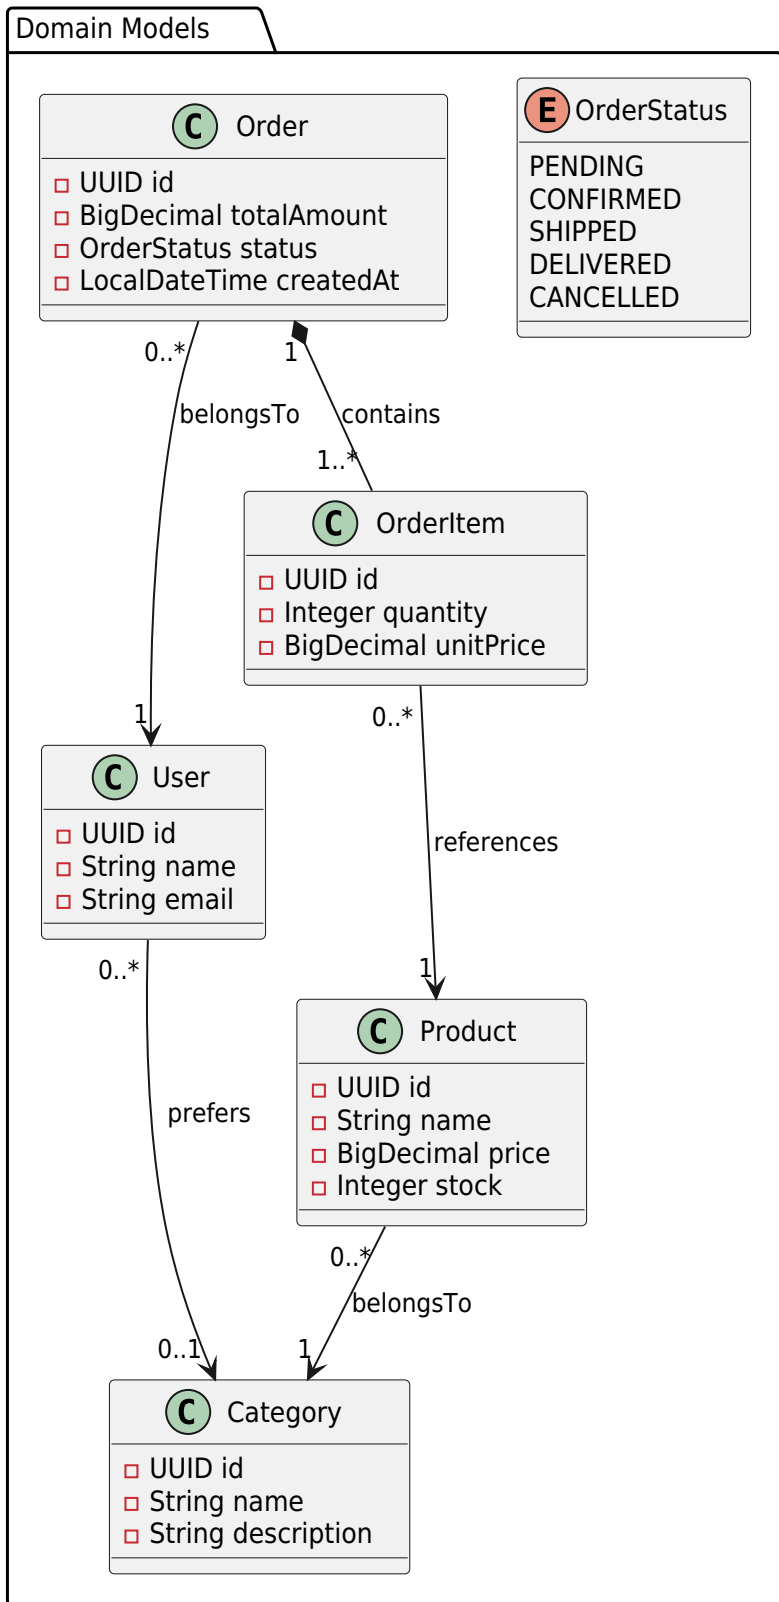 Domain Models
C Order
UUID id
BigDecimal totalAmount
OrderStatus status
LocalDateTime createdAt
E OrderStatus
PENDING
CONFIRMED
SHIPPED
DELIVERED
CANCELLED
0..*
1
belongsTo
contains
1..*
C OrderItem
UUID id
Integer quantity
BigDecimal unitPrice
1
0..*
C User
UUID id
String name
String email
references
0..*
1
C Product
UUID id
String name
BigDecimal price
Integer stock
prefers
0..*
belongsTo
0..1
1
C Category
UUID id
String name
String description